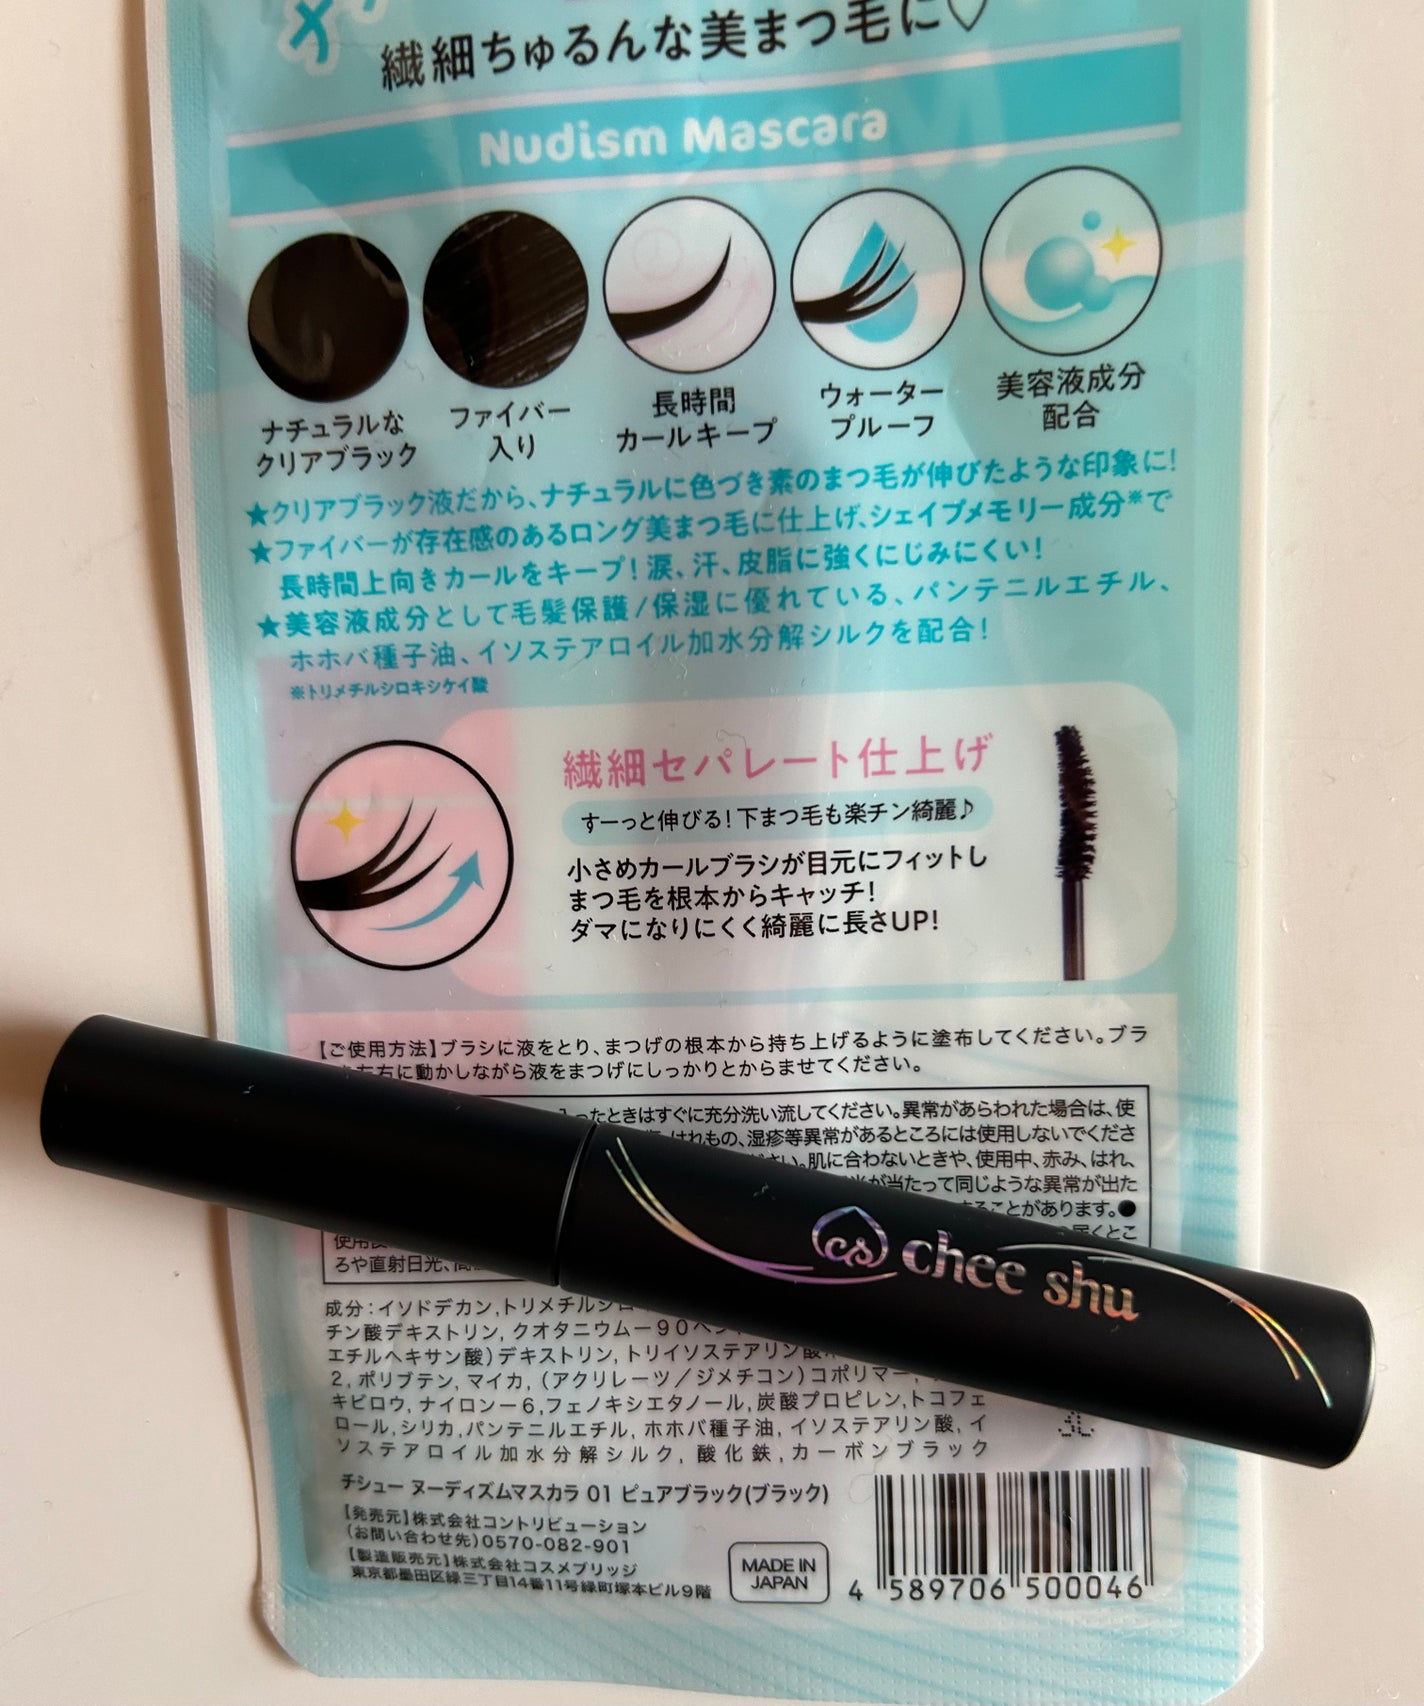 繊細ちゅるんな美まつ毛に♡
Nudism Mascara
ナチュラルな
クリアブラック
ファイバー
入り
長時間
カールキープ
ウォーター
プルーフ
美容液成分
配合
★クリアブラック液だから、ナチュラルに色づき素のまつ毛が伸びたような印象に!
★ファイバーが存在感のあるロング美まつ毛に仕上げ、シェイプメモリー成分※で
長時間上向きカールをキープ!涙、汗、皮脂に強くにじみにくい!
★美容液成分として毛髪保護/保湿に優れている、パンテニルエチル、
ホホバ種子油、イソステアロイル加水分解シルクを配合!
※トリメチルシロキシケイ酸
繊細セパレート仕上げ
すーっと伸びる!下まつ毛も楽チン綺麗♪
小さめカールブラシが目元にフィットし
まつ毛を根本からキャッチ!
ダマになりにくく綺麗に長さUP!
【ご使用方法】ブラシに液をとり、まつげの根本から持ち上げるように塗布してください。ブラ
左右に動かしながら液をまつげにしっかりとからませてください。
ったときはすぐに充分洗い流してください。異常があらわれた場合は、使
はれもの、湿疹等異常があるところには使用しないでくださ
さい。肌に合わないときや、使用中、赤み、はれ、
が当たって同じような異常が出た
することがあります。●
届くとこ
使用
ろや直射日光、高
cs chee shu
成分:イソドデカン,トリメチルシロ
チン酸デキストリン,クオタニウムー90ベン
エチルヘキサン酸)デキストリン,トリイソステアリン酸
2,ポリブテン,マイカ,(アクリレーツ/ジメチコン)コポリマー,
キビロウ,ナイロンー6,フェノキシエタノール,炭酸プロピレン,トコフェ
ロール,シリカ,パンテニルエチル,ホホバ種子油,イソステアリン酸,イ
ソステアロイル加水分解シルク,酸化鉄,カーボンブラック
チシュー ヌーディズムマスカラ 01 ピュアブラック(ブラック)
【発売元】株式会社コントリビューション
(お問い合わせ先)0570-082-901
【製造販売元】株式会社コスメブリッジ
東京都墨田区緑三丁目14番11号緑町塚本ビル9階
MADE IN
JAPAN
4 589706 500046